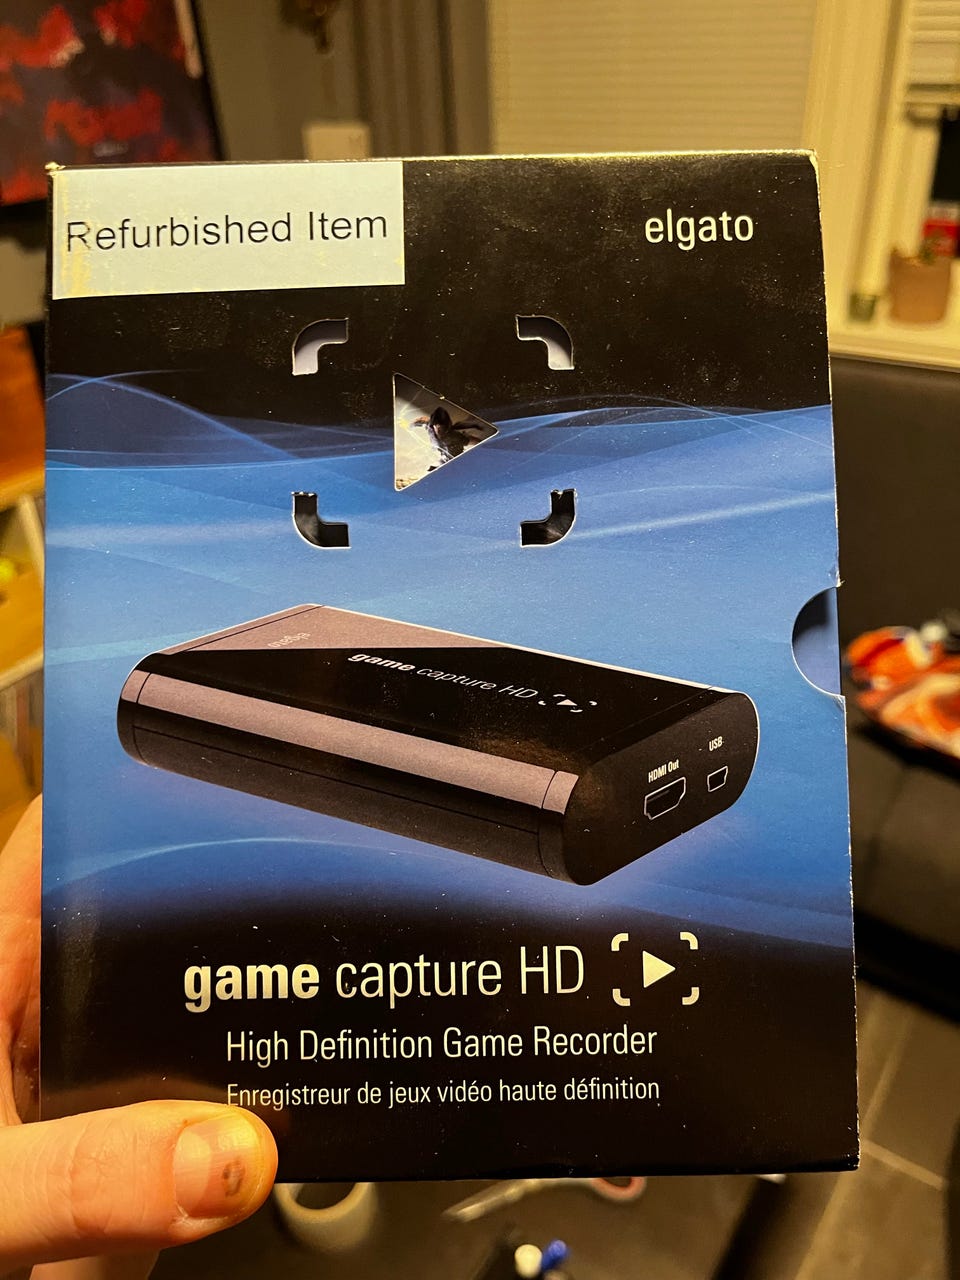 Refurbished Item
elgato
elgato
game capture HD
HDMI Out
USB
game capture HD
High Definition Game Recorder
Enregistreur de jeux vidéo haute définition